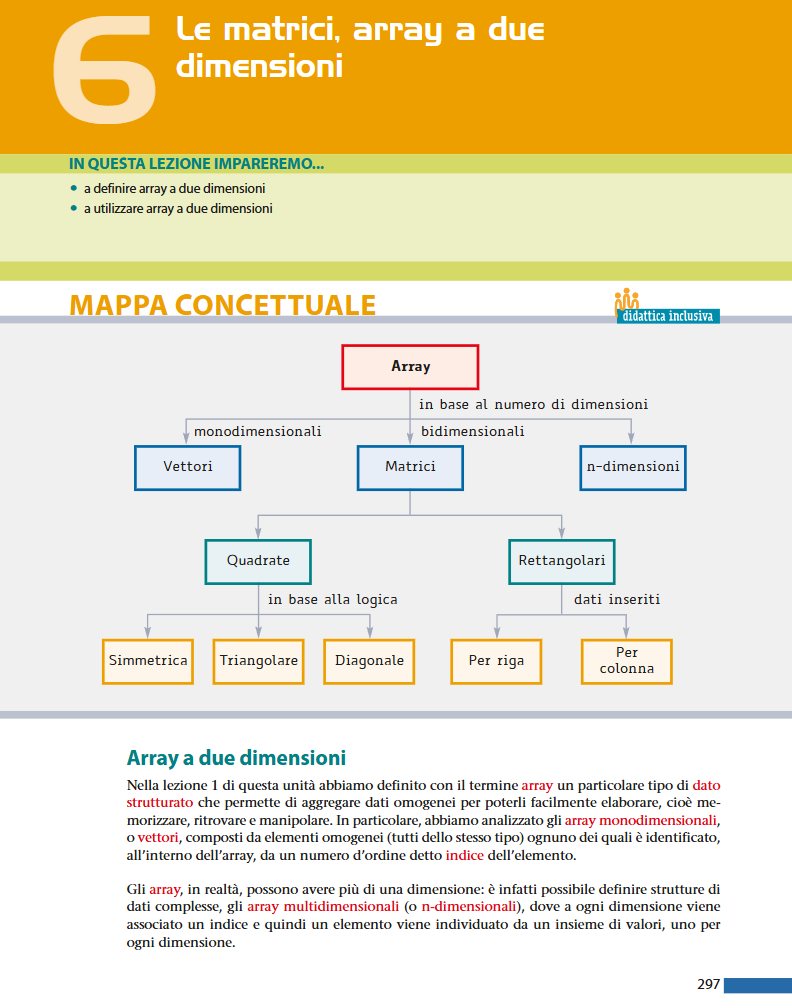 6
Le matrici, array a due
dimensioni
IN QUESTA LEZIONE IMPAREREMO...
• a definire array a due dimensioni
• a utilizzare array a due dimensioni
MAPPA CONCETTUALE
didattica inclusiva
Array
in base al numero di dimensioni
monodimensionali
bidimensionali
Vettori
Matrici
n-dimensioni
Quadrate
Rettangolari
in base alla logica
dati inseriti
Simmetrica
Triangolare
Diagonale
Per riga
Per
colonna
Array a due dimensioni
Nella lezione 1 di questa unità abbiamo definito con il termine array un particolare tipo di dato
strutturato che permette di aggregare dati omogenei per poterli facilmente elaborare, cioè me-
morizzare, ritrovare e manipolare. In particolare, abbiamo analizzato gli array monodimensionali,
o vettori, composti da elementi omogenei (tutti dello stesso tipo) ognuno dei quali è identificato,
all'interno dell'array, da un numero d'ordine detto indice dell'elemento.
Gli array, in realtà, possono avere più di una dimensione: è infatti possibile definire strutture di
dati complesse, gli array multidimensionali (o n-dimensionali), dove a ogni dimensione viene
associato un indice e quindi un elemento viene individuato da un insieme di valori, uno per
ogni dimensione.
297